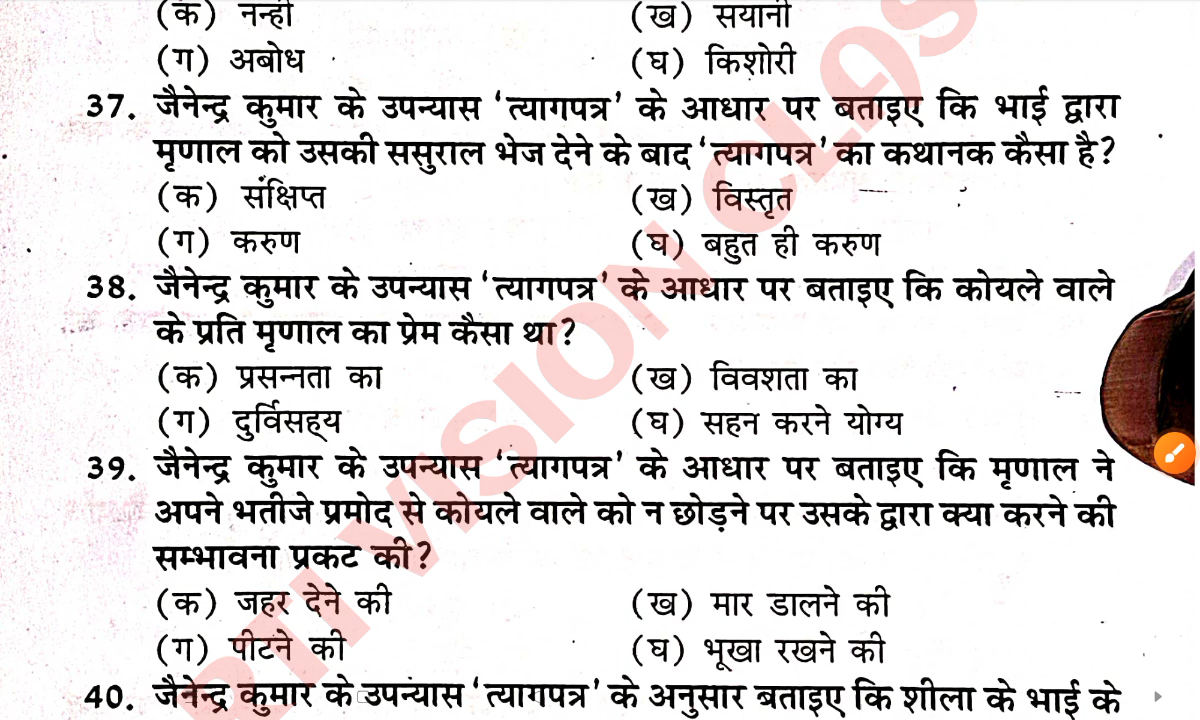 (क) नन्ही (ख) सयानी
(ग) अबोध (घ) किशोरी
37. जैनेन्द्र कुमार के उपन्यास ‘त्यागपत्र’ के आधार पर बताइए कि भाई द्वारा
मृणाल को उसकी ससुराल भेज देने के बाद ‘त्यागपत्र’ का कथानक कैसा है?
(क) संक्षिप्त (ख) विस्तृत
(ग) करुण (घ) बहुत ही करुण
38. जैनेन्द्र कुमार के उपन्यास ‘त्यागपत्र’ के आधार पर बताइए कि कोयले वाले
के प्रति मृणाल का प्रेम कैसा था?
(क) प्रसन्नता का (ख) विवशता का
(ग) दुर्विसह्य (घ) सहन करने योग्य
39. जैनेन्द्र कुमार के उपन्यास ‘त्यागपत्र’ के आधार पर बताइए कि मृणाल ने
अपने भतीजे प्रमोद से कोयले वाले को न छोड़ने पर उसके द्वारा क्या करने की
सम्भावना प्रकट की?
(क) जहर देने की (ख) मार डालने की
(ग) पीटने की (घ) भूखा रखने की
40. जैनेन्द्र कुमार के उपन्यास ‘त्यागपत्र’ के अनुसार बताइए कि शीला के भाई के
RTI VISION CLAS